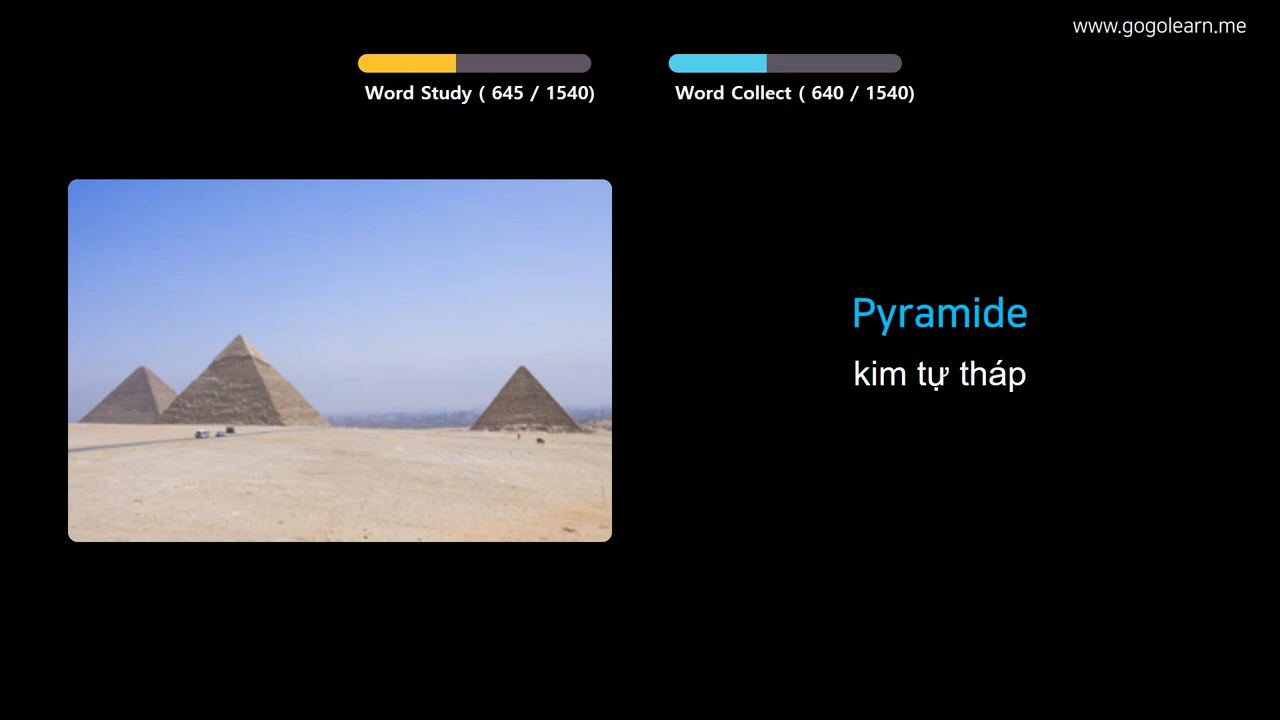 www.gogolearn.me
Word Study ( 645 / 1540)
Word Collect ( 640 / 1540)
Pyramide
kim tự tháp